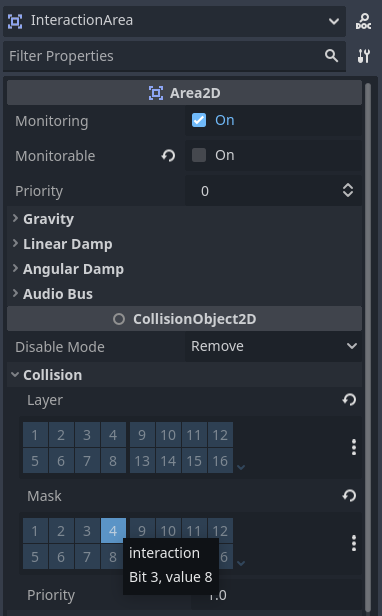 InteractionArea
DOC
Filter Properties
Area2D
Monitoring On
Monitorable On
Priority 0
Gravity
Linear Damp
Angular Damp
Audio Bus
CollisionObject2D
Disable Mode Remove
Collision
Layer
1 2 3 4 9 10 11 12
5 6 7 8 13 14 15 16
Mask
1 2 3 4 9 10 11 12
5 6 7 8 6
interaction
Bit 3, value 8
Priority 1.0